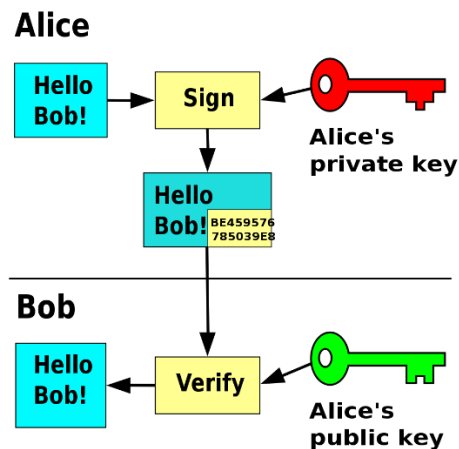 Alice
Hello
Bob!
Sign
Alice's
private key
Hello
Bob!
BE459576
785039E8
Bob
Hello
Bob!
Verify
Alice's
public key